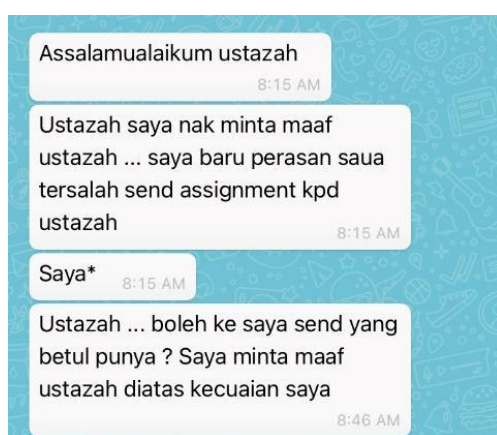 Assalamualaikum ustazah
8:15 AM
Ustazah saya nak minta maaf
ustazah ... saya baru perasan saua
tersalah send assignment kpd
ustazah
8:15 AM
Saya*
8:15 AM
Ustazah ... boleh ke saya send yang
betul punya ? Saya minta maaf
ustazah diatas kecuaian saya
8:46 AM